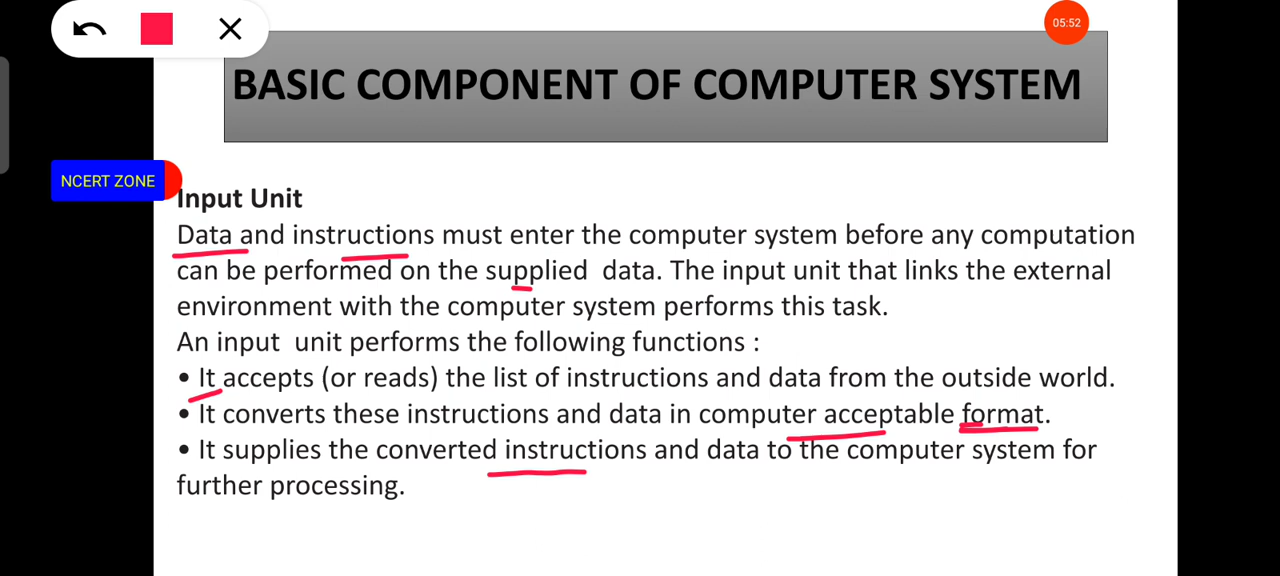 05:52
BASIC COMPONENT OF COMPUTER SYSTEM
NCERT ZONE
Input Unit
Data and instructions must enter the computer system before any computation
can be performed on the supplied data. The input unit that links the external
environment with the computer system performs this task.
An input unit performs the following functions :
• It accepts (or reads) the list of instructions and data from the outside world.
• It converts these instructions and data in computer acceptable format.
• It supplies the converted instructions and data to the computer system for
further processing.